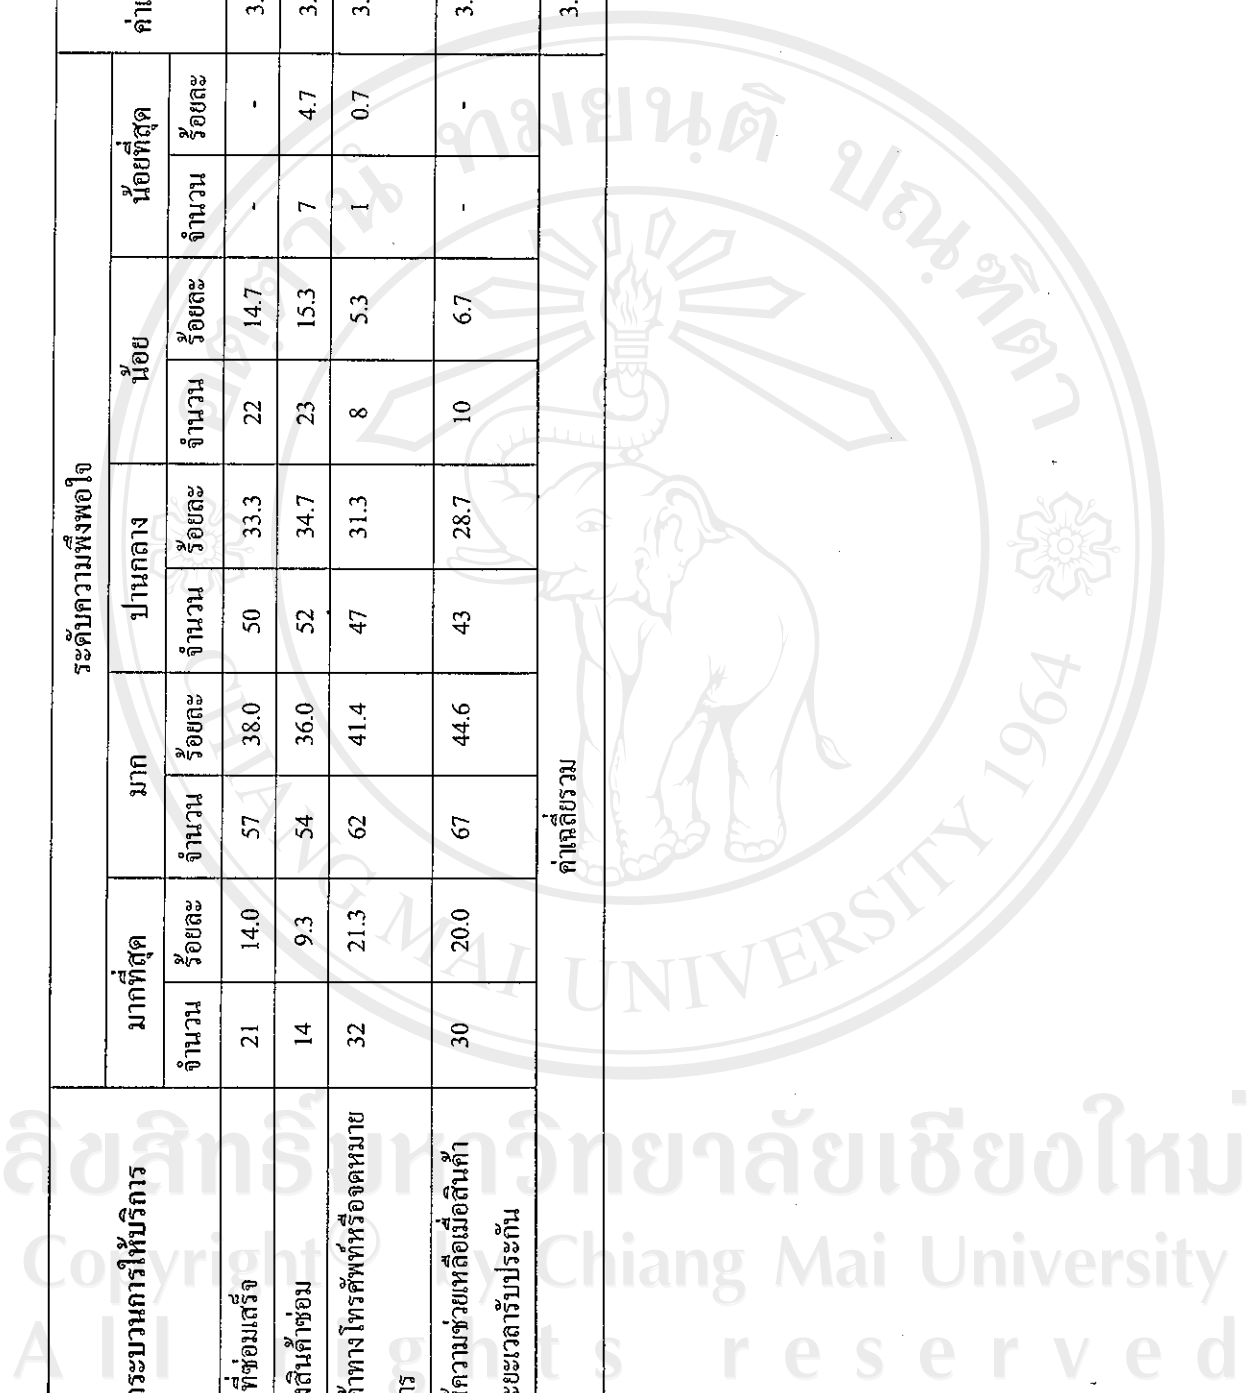 ระดับความพึงพอใจ
กระบวนการให้บริการ มากที่สุด มาก ปานกลาง น้อย น้อยที่สุด
จำนวน ร้อยละ จำนวน ร้อยละ จำนวน ร้อยละ จำนวน ร้อยละ จำนวน ร้อยละ
ที่ซ่อมเสร็จ 21 14.0 57 38.0 50 33.3 22 14.7 - - 3.
สินค้าซ่อม 14 9.3 54 36.0 52 34.7 23 15.3 7 4.7 3.
ทางโทรศัพท์หรือจดหมาย 32 21.3 62 41.4 47 31.3 8 5.3 1 0.7 3.
ความช่วยเหลือเมื่อสินค้า 30 20.0 67 44.6 43 28.7 10 6.7 - - 3.
ระยะเวลารับประกัน
ค่าเฉลี่ยรวม 3.
CHIANG MAI UNIVERSITY 1964
ลิขสิทธิ์มหาวิทยาลัยเชียงใหม่
Copyright© by Chiang Mai University
All rights reserved